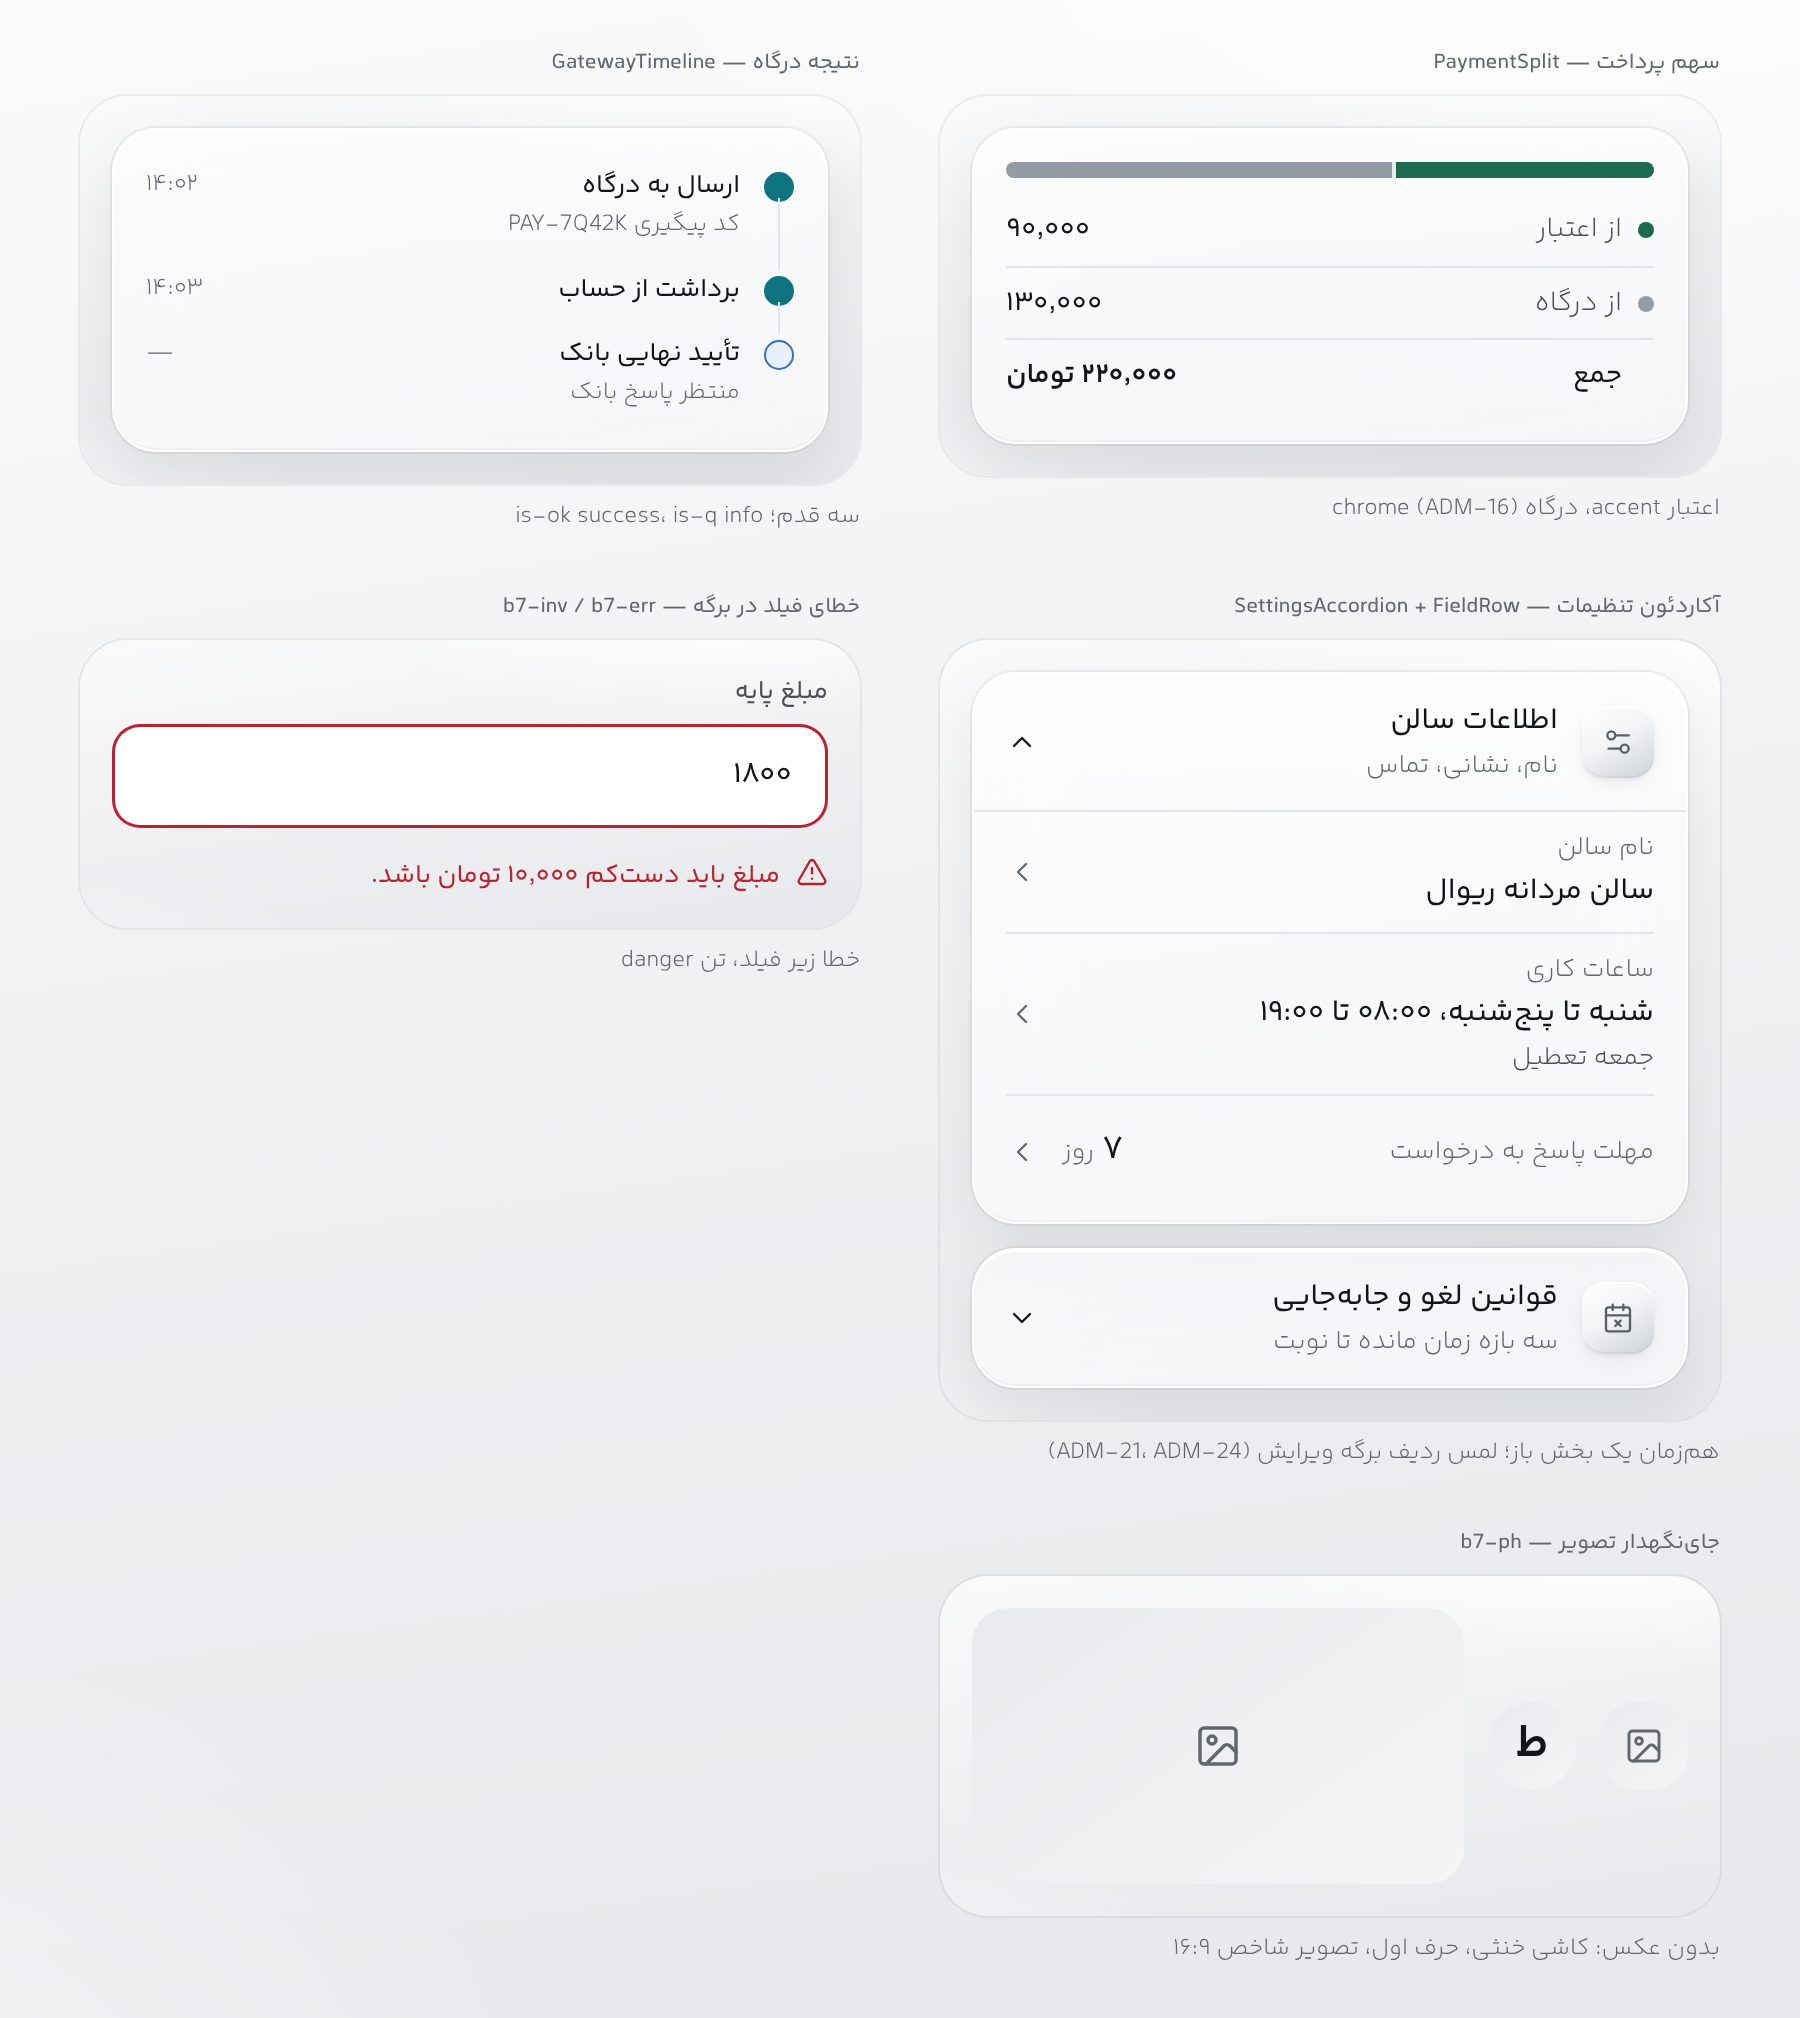 سهم پرداخت — PaymentSplit
از اعتبار ۹۰,۰۰۰
از درگاه ۱۳۰,۰۰۰
جمع ۲۲۰,۰۰۰ تومان
اعتبار accent، درگاه chrome (ADM-16)
نتیجه درگاه — GatewayTimeline
ارسال به درگاه ۱۴:۰۲
کد پیگیری PAY-7Q42K
برداشت از حساب ۱۴:۰۳
تأیید نهایی بانک —
منتظر پاسخ بانک
سه قدم؛ is-ok success، is-q info
آکاردئون تنظیمات — SettingsAccordion + FieldRow
اطلاعات سالن
نام، نشانی، تماس
نام سالن
سالن مردانه ریوال
ساعات کاری
شنبه تا پنج‌شنبه، ۰۸:۰۰ تا ۱۹:۰۰
جمعه تعطیل
مهلت پاسخ به درخواست ۷ روز
قوانین لغو و جابه‌جایی
سه بازه زمان مانده تا نوبت
هم‌زمان یک بخش باز؛ لمس ردیف برگه ویرایش (ADM-21، ADM-24)
خطای فیلد در برگه — b7-inv / b7-err
مبلغ پایه
۱۸۰۰
مبلغ باید دست‌کم ۱۰,۰۰۰ تومان باشد.
خطا زیر فیلد، تن danger
جای‌نگهدار تصویر — b7-ph
ط
بدون عکس: کاشی خنثی، حرف اول، تصویر شاخص ۱۶:۹